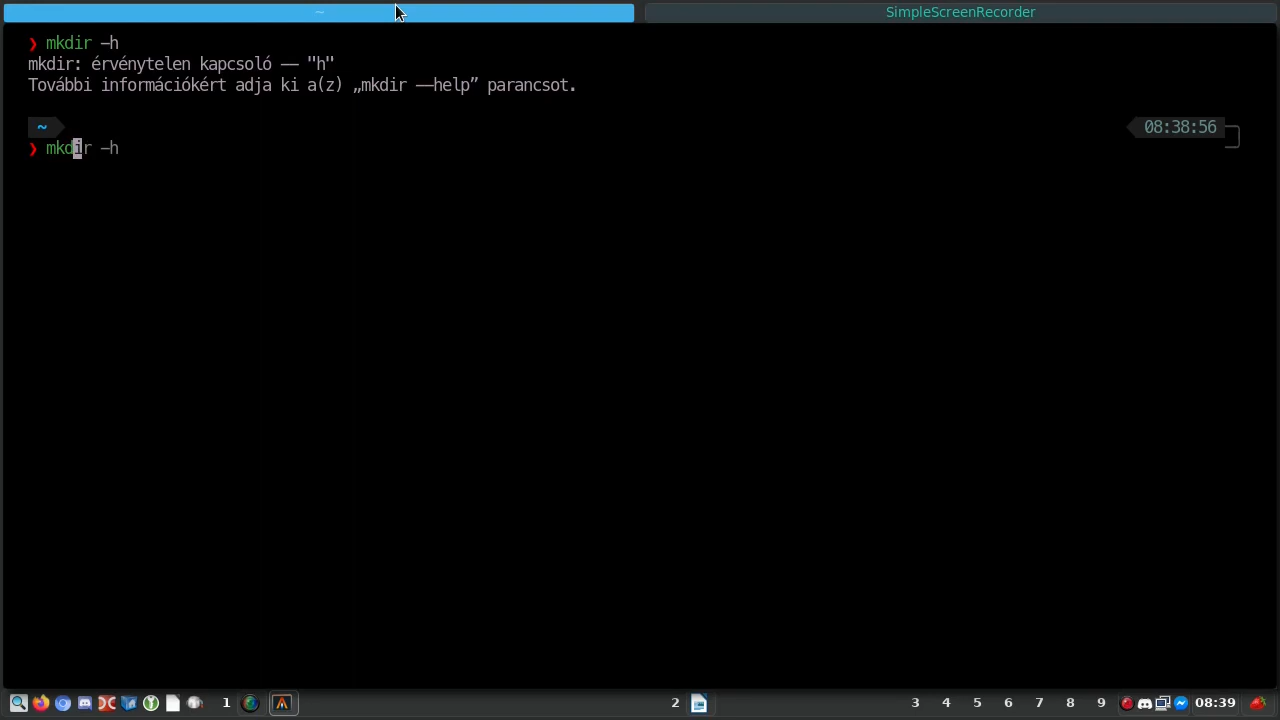 ~ SimpleScreenRecorder
❯ mkdir -h
mkdir: érvénytelen kapcsoló -- "h"
További információkért adja ki a(z) „mkdir --help” parancsot.
~ 08:38:56
❯ mkdir -h
1 2 3 4 5 6 7 8 9 08:39